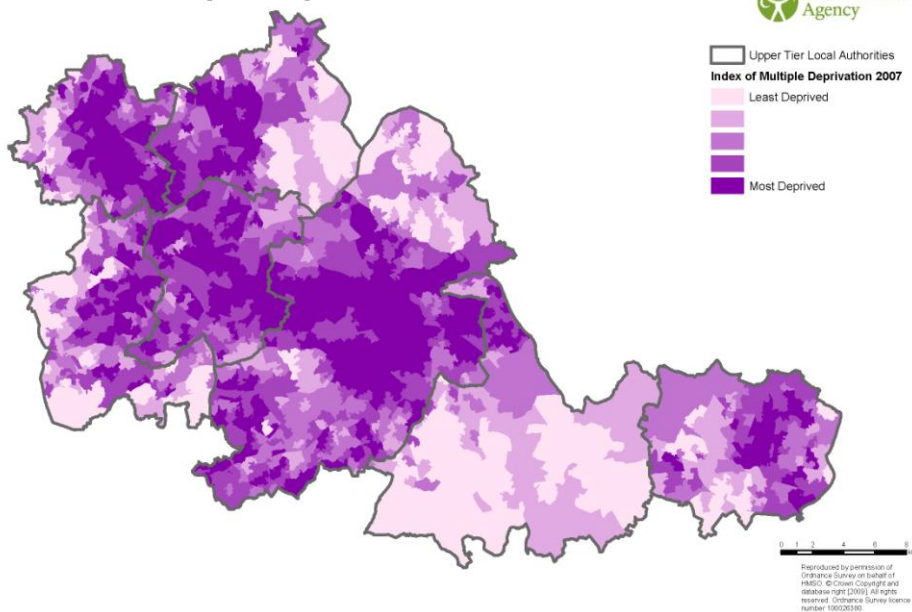 Agency
Upper Tier Local Authorities
Index of Multiple Deprivation 2007
Least Deprived
Most Deprived
0 1 2 4 6 8
Reproduced by permission of
Ordnance Survey on behalf of
HMSO. © Crown Copyright and
database right [2009]. All rights
reserved. Ordnance Survey licence
number 100026380